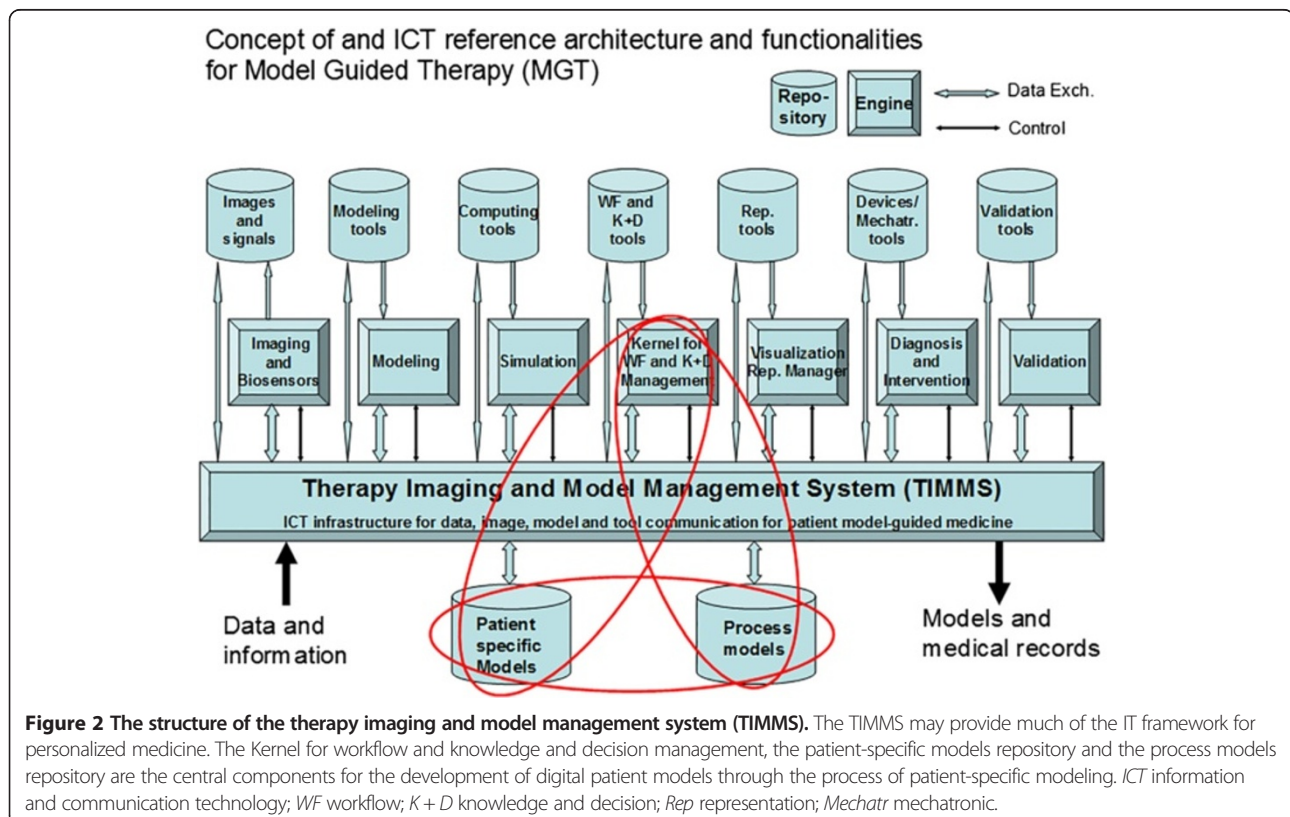 Concept of and ICT reference architecture and functionalities
for Model Guided Therapy (MGT)
Repo-
sitory
Engine
Data Exch.
Control
Images
and
signals
Modeling
tools
Computing
tools
WF and
K+D
tools
Rep.
tools
Devices/
Mechatr.
tools
Validation
tools
Imaging
and
Biosensors
Modeling
Simulation
Kernel for
WF and K+D
Management
Visualization
Rep. Manager
Diagnosis
and
Intervention
Validation
Therapy Imaging and Model Management System (TIMMS)
ICT infrastructure for data, image, model and tool communication for patient model-guided medicine
Data and
information
Patient
specific
Models
Process
models
Models and
medical records
Figure 2 The structure of the therapy imaging and model management system (TIMMS). The TIMMS may provide much of the IT framework for
personalized medicine. The Kernel for workflow and knowledge and decision management, the patient-specific models repository and the process models
repository are the central components for the development of digital patient models through the process of patient-specific modeling. ICT information
and communication technology; WF workflow; K + D knowledge and decision; Rep representation; Mechatr mechatronic.